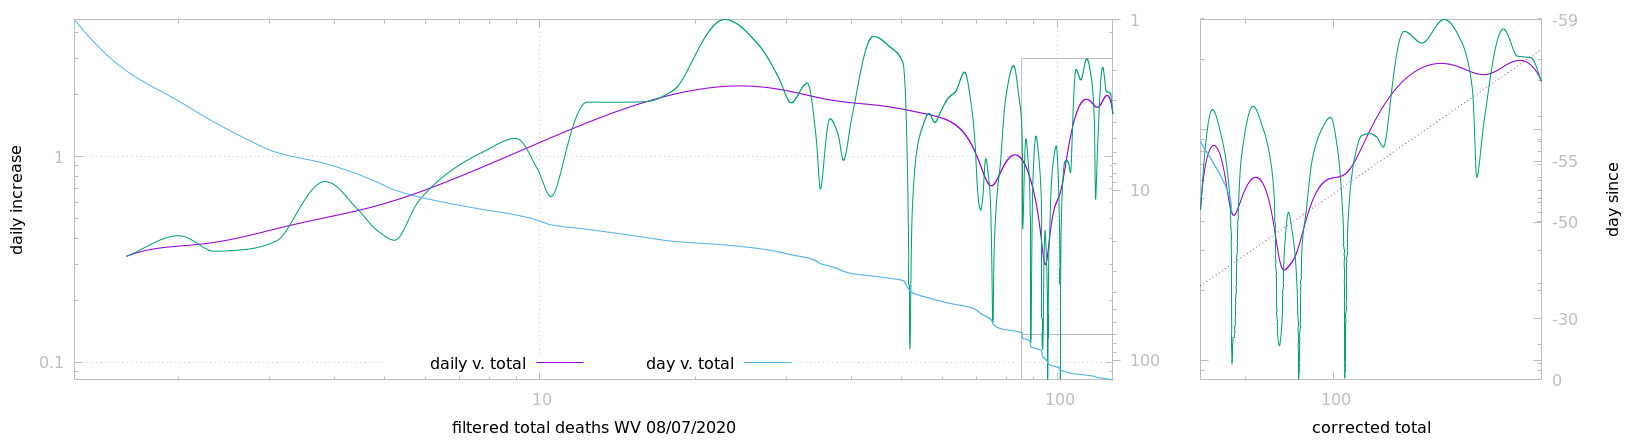 daily increase
1
0.1
10
100
1
10
100
daily v. total
day v. total
filtered total deaths WV 08/07/2020
-59
-55
-50
-30
0
day since
100
corrected total